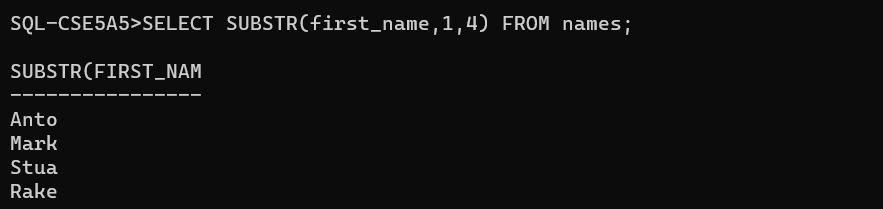 SQL-CSE5A5>SELECT SUBSTR(first_name,1,4) FROM names;
SUBSTR(FIRST_NAM
----------------
Anto
Mark
Stua
Rake